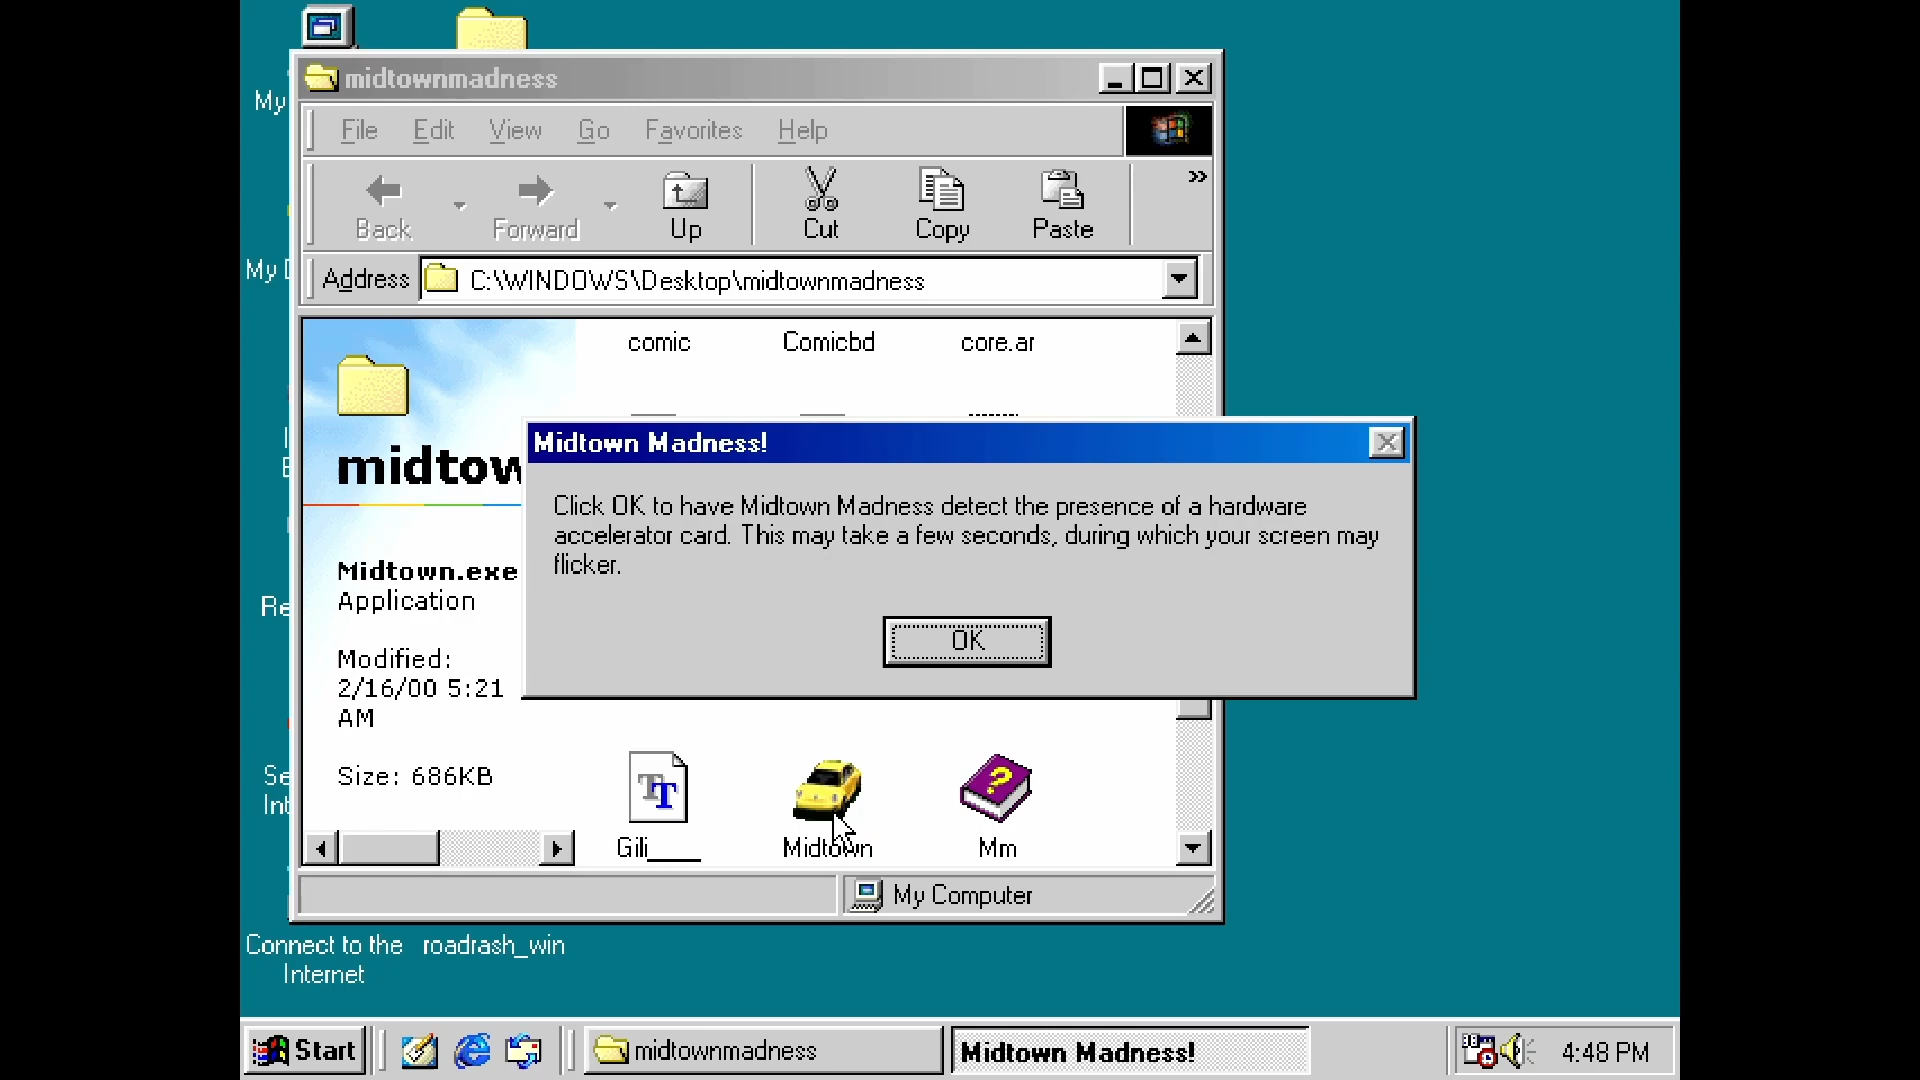 midtownmadness
File Edit View Go Favorites Help
Back Forward Up Cut Copy Paste »
Address C:\WINDOWS\Desktop\midtownmadness
comic Comicbd core.ar
Midtown Madness!
Click OK to have Midtown Madness detect the presence of a hardware
accelerator card. This may take a few seconds, during which your screen may
flicker.
OK
midtow
Midtown.exe
Application
Modified:
2/16/00 5:21
AM
Size: 686KB
Gili____ Midtown Mm
My Computer
My
My
Connect to the
Internet
roadrash_win
Start midtownmadness Midtown Madness! 4:48 PM